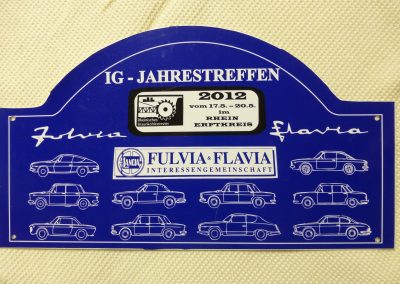 IG - JAHRESTREFFEN
2012
vom 17.5. - 20.5.
im
RHEIN
ERFTKREIS
Fulvia
Flavia
LANCIA
FULVIA & FLAVIA
INTERESSENGEMEINSCHAFT